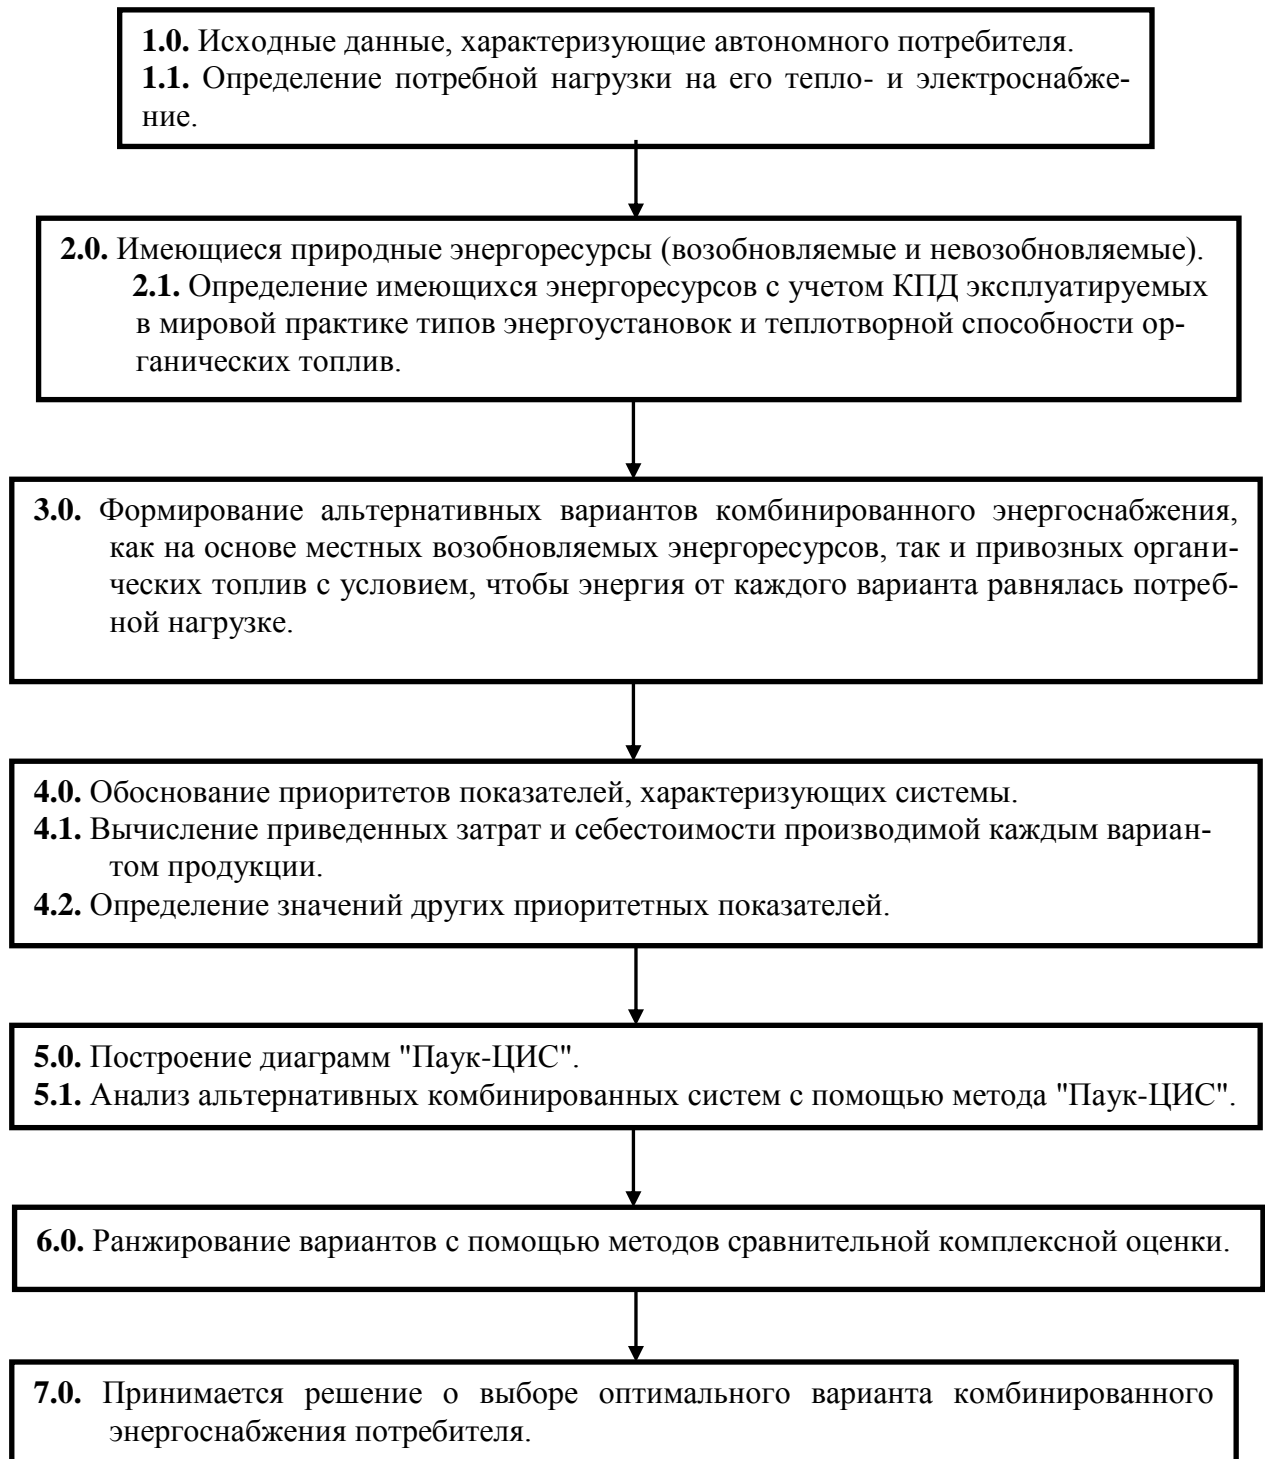 1.0. Исходные данные, характеризующие автономного потребителя.
1.1. Определение потребной нагрузки на его тепло- и электроснабже-
ние.
2.0. Имеющиеся природные энергоресурсы (возобновляемые и невозобновляемые).
2.1. Определение имеющихся энергоресурсов с учетом КПД эксплуатируемых
в мировой практике типов энергоустановок и теплотворной способности ор-
ганических топлив.
3.0. Формирование альтернативных вариантов комбинированного энергоснабжения,
как на основе местных возобновляемых энергоресурсов, так и привозных органи-
ческих топлив с условием, чтобы энергия от каждого варианта равнялась потреб-
ной нагрузке.
4.0. Обоснование приоритетов показателей, характеризующих системы.
4.1. Вычисление приведенных затрат и себестоимости производимой каждым вариан-
том продукции.
4.2. Определение значений других приоритетных показателей.
5.0. Построение диаграмм "Паук-ЦИС".
5.1. Анализ альтернативных комбинированных систем с помощью метода "Паук-ЦИС".
6.0. Ранжирование вариантов с помощью методов сравнительной комплексной оценки.
7.0. Принимается решение о выборе оптимального варианта комбинированного
энергоснабжения потребителя.